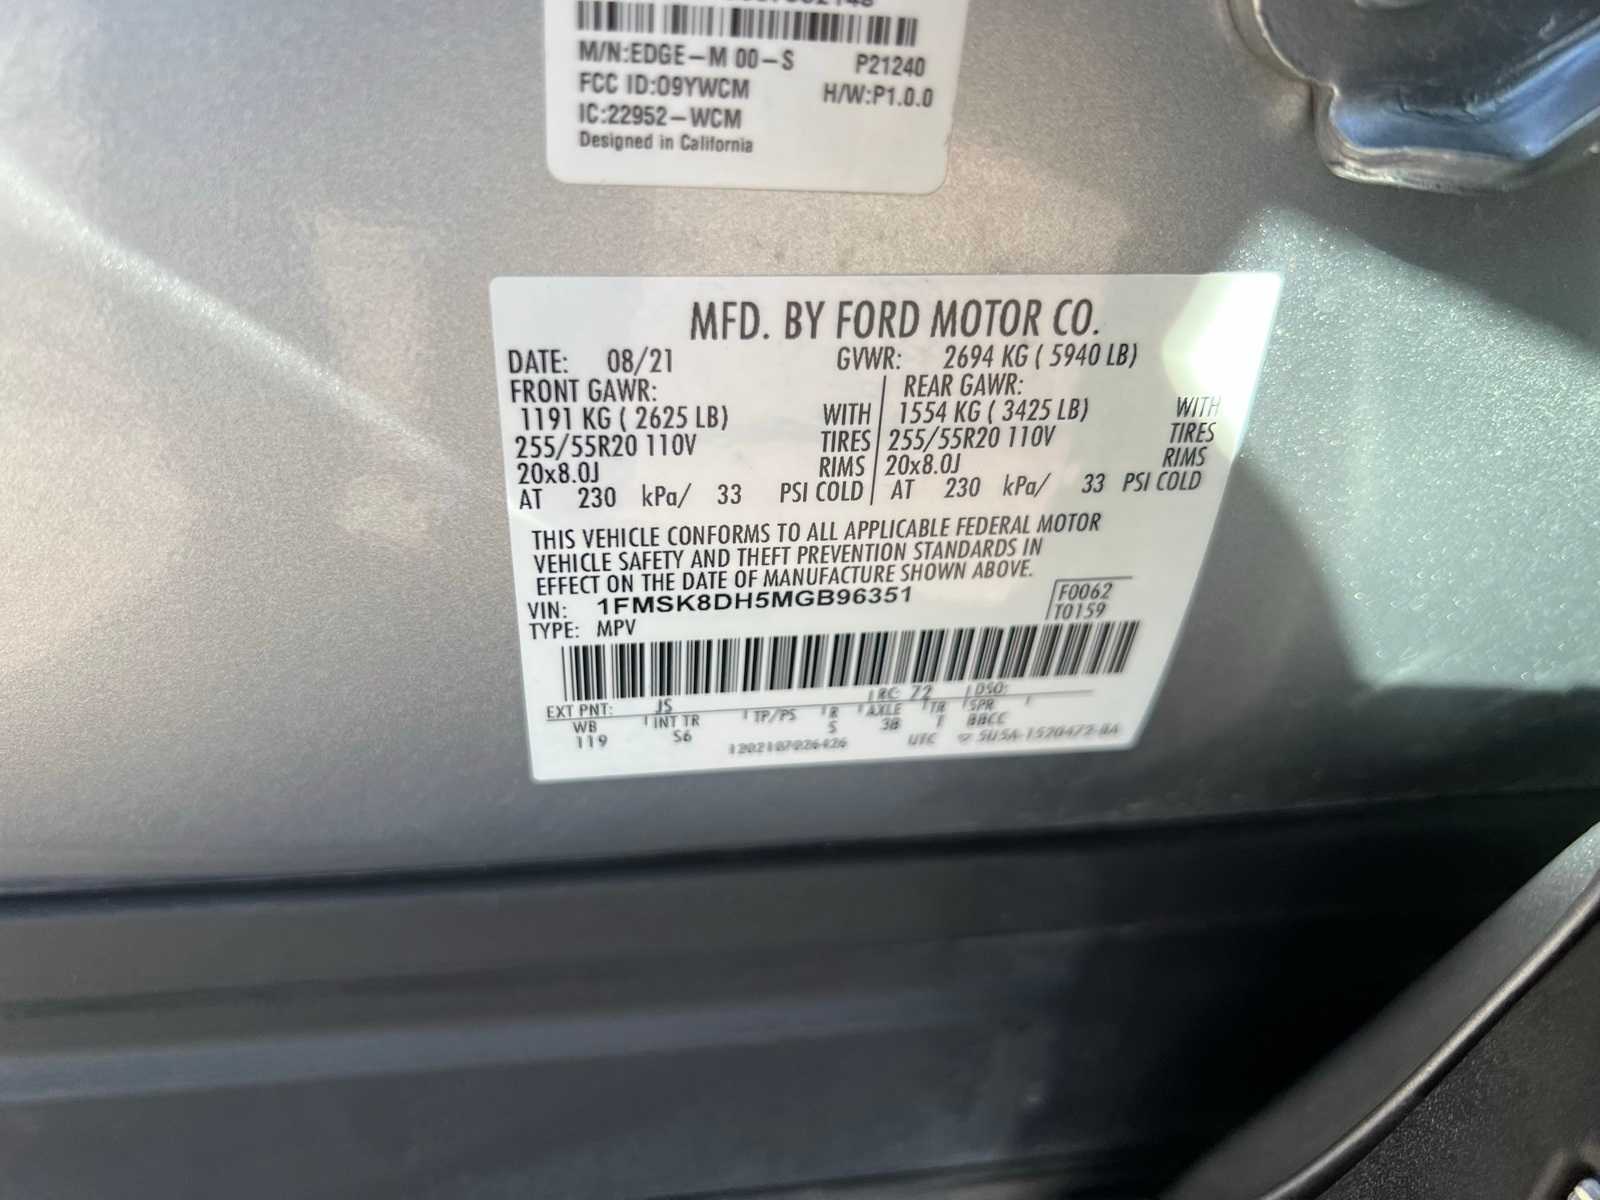 M/N:EDGE-M 00-S P21240
FCC ID:O9YWCM H/W:P1.0.0
IC:22952-WCM
Designed in California
MFD. BY FORD MOTOR CO.
DATE: 08/21 GVWR: 2694 KG ( 5940 LB)
FRONT GAWR: REAR GAWR:
1191 KG ( 2625 LB) WITH 1554 KG ( 3425 LB) WITH
255/55R20 110V TIRES 255/55R20 110V TIRES
20x8.0J RIMS 20x8.0J RIMS
AT 230 kPa/ 33 PSI COLD AT 230 kPa/ 33 PSI COLD
THIS VEHICLE CONFORMS TO ALL APPLICABLE FEDERAL MOTOR
VEHICLE SAFETY AND THEFT PREVENTION STANDARDS IN
EFFECT ON THE DATE OF MANUFACTURE SHOWN ABOVE.
VIN: 1FMSK8DH5MGB96351 F0062
TYPE: MPV T0159
EXT PNT: JS RC: 72 DSO:
WB INT TR TP/PS R AXLE TR SPR
119 S6 S 3B T BBCC
1202107026426 UTC 5U5A-1520472-BA